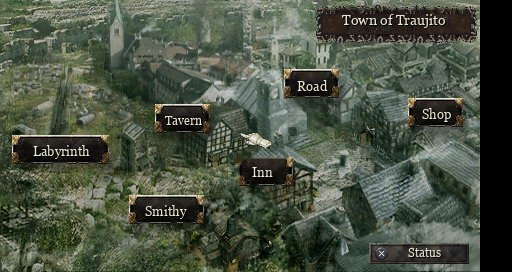 Town of Traujito
Road
Tavern
Shop
Labyrinth
Inn
Smithy
Status